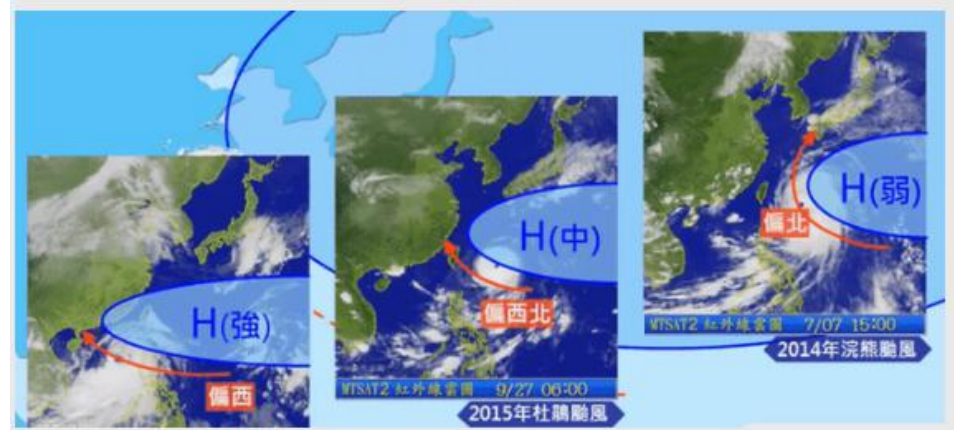 H(強)
偏西
H(中)
偏西北
MTSAT2 紅外線雲圖 9/27 06:00
2015年杜鵑颱風
H(弱)
偏北
MTSAT2 紅外線雲圖 7/07 15:00
2014年浣熊颱風